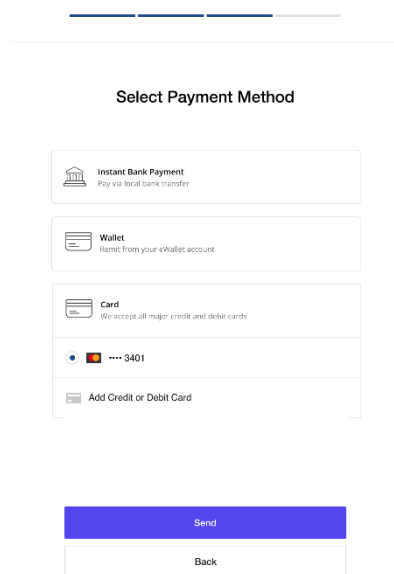 Select Payment Method
Instant Bank Payment
Pay via local bank transfer
Wallet
Remit from your eWallet account
Card
We accept all major credit and debit cards
•••• 3401
Add Credit or Debit Card
Send
Back